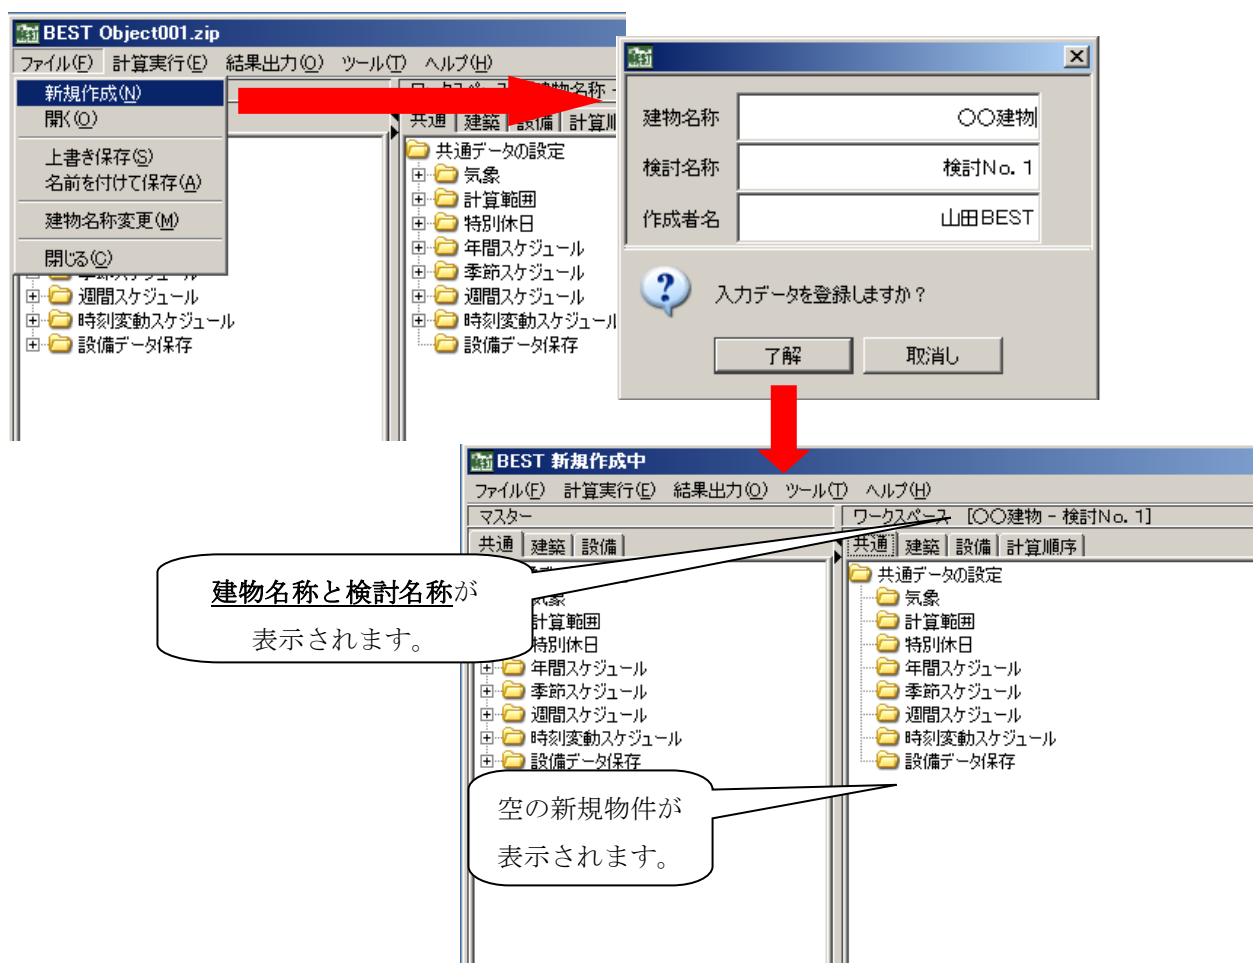 BEST Object001.zip
ファイル(F) 計算実行(E) 結果出力(O) ツール(T) ヘルプ(H)
新規作成(N)
開く(O)
上書き保存(S)
名前を付けて保存(A)
建物名称変更(M)
閉じる(C)
週間スケジュール
時刻変動スケジュール
設備データ保存
共通 建築 設備 計算順
共通データの設定
気象
計算範囲
特別休日
年間スケジュール
季節スケジュール
週間スケジュール
時刻変動スケジュール
設備データ保存
建物名称 〇〇建物
検討名称 検討No. 1
作成者名 山田BEST
入力データを登録しますか？
了解 取消し
BEST 新規作成中
ファイル(F) 計算実行(E) 結果出力(O) ツール(T) ヘルプ(H)
マスター
共通 建築 設備
気象
計算範囲
特別休日
年間スケジュール
季節スケジュール
週間スケジュール
時刻変動スケジュール
設備データ保存
ワークスペース [〇〇建物 - 検討No. 1]
共通 建築 設備 計算順序
共通データの設定
気象
計算範囲
特別休日
年間スケジュール
季節スケジュール
週間スケジュール
時刻変動スケジュール
設備データ保存
建物名称と検討名称が
表示されます。
空の新規物件が
表示されます。